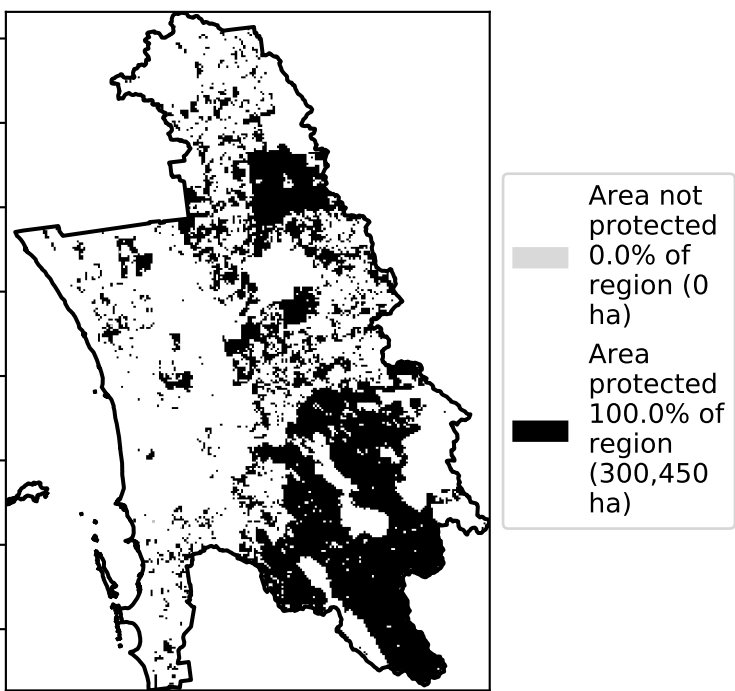 Area not
protected
0.0% of
region (0
ha)
Area
protected
100.0% of
region
(300,450
ha)